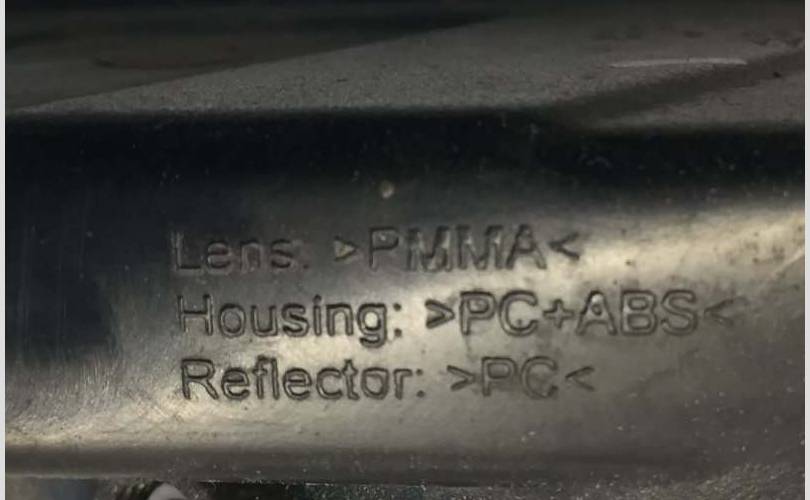 Lens: >PMMA<
Housing: >PC+ABS<
Reflector: >PC<